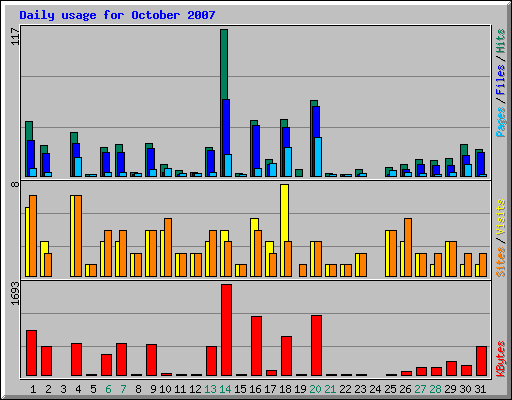 Daily usage for October 2007
117
8
1693
Pages / Files / Hits
Sites / Visits
KBytes
1 2 3 4 5 6 7 8 9 10 11 12 13 14 15 16 17 18 19 20 21 22 23 24 25 26 27 28 29 30 31